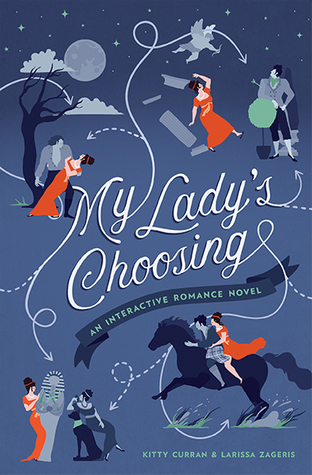 My Lady's
Choosing
AN INTERACTIVE ROMANCE NOVEL
KITTY CURRAN & LARISSA ZAGERIS